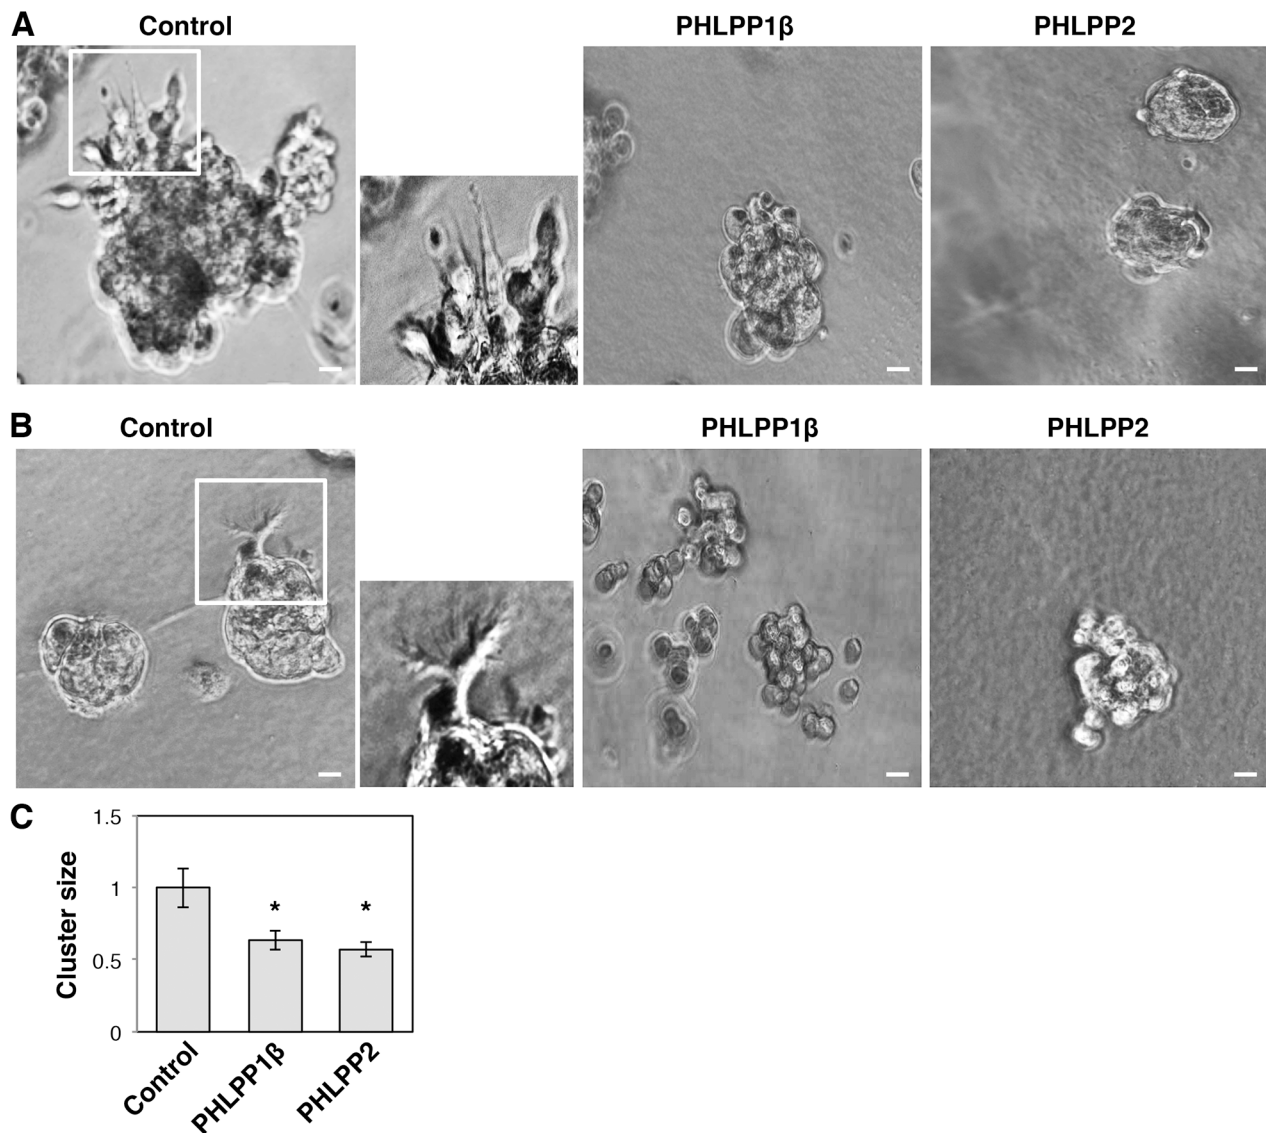 A
Control
PHLPP1β
PHLPP2
B
Control
PHLPP1β
PHLPP2
C
1.5
1
0.5
0
Cluster size
*
*
Control
PHLPP1β
PHLPP2